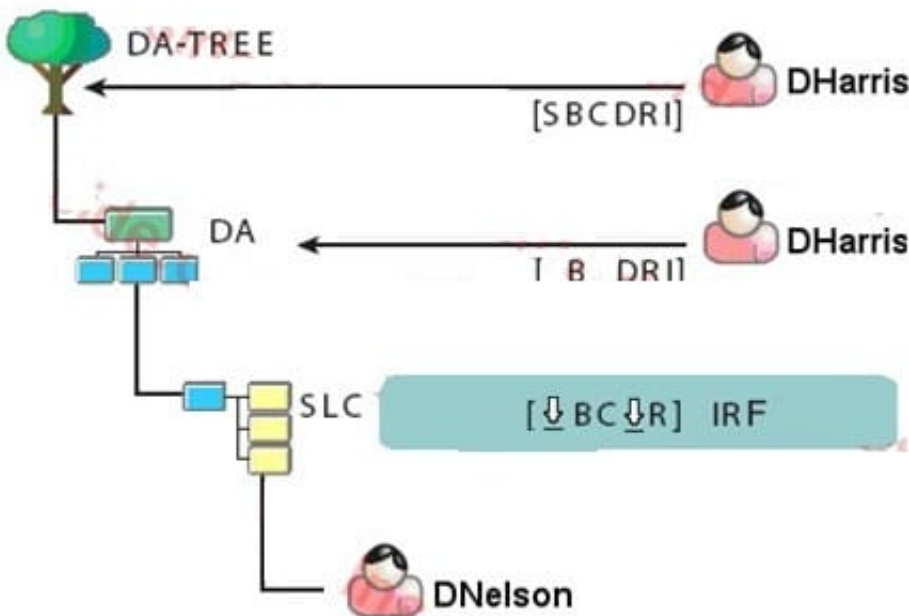 DA-TREE
DHarris
[SBCDRI]
DA
DHarris
[ B DRI]
SLC
[⇩BC⇩R] IRF
DNelson